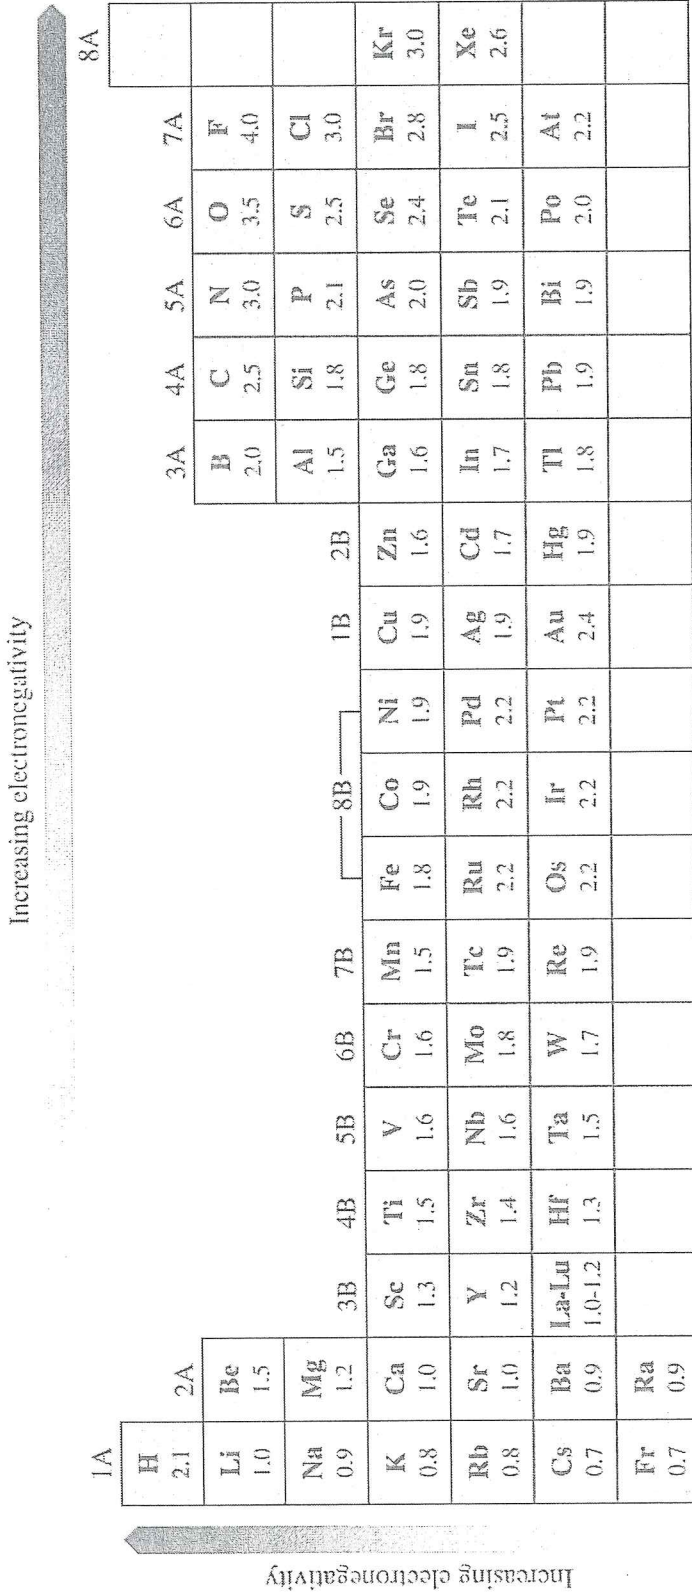 Increasing electronegativity
1A 8A
H 2A 3A 4A 5A 6A 7A
2.1
Li Be B C N O F
1.0 1.5 2.0 2.5 3.0 3.5 4.0
Na Mg 8B Al Si P S Cl
0.9 1.2 3B 4B 5B 6B 7B 1B 2B 1.5 1.8 2.1 2.5 3.0
K Ca Sc Ti V Cr Mn Fe Co Ni Cu Zn Ga Ge As Se Br Kr
0.8 1.0 1.3 1.5 1.6 1.6 1.5 1.8 1.9 1.9 1.9 1.6 1.6 1.8 2.0 2.4 2.8 3.0
Rb Sr Y Zr Nb Mo Tc Ru Rh Pd Ag Cd In Sn Sb Te I Xe
0.8 1.0 1.2 1.4 1.6 1.8 1.9 2.2 2.2 2.2 1.9 1.7 1.7 1.8 1.9 2.1 2.5 2.6
Cs Ba La-Lu Hf Ta W Re Os Ir Pt Au Hg Tl Pb Bi Po At
0.7 0.9 1.0-1.2 1.3 1.5 1.7 1.9 2.2 2.2 2.2 2.4 1.9 1.8 1.9 1.9 2.0 2.2
Fr Ra
0.7 0.9
Increasing electronegativity